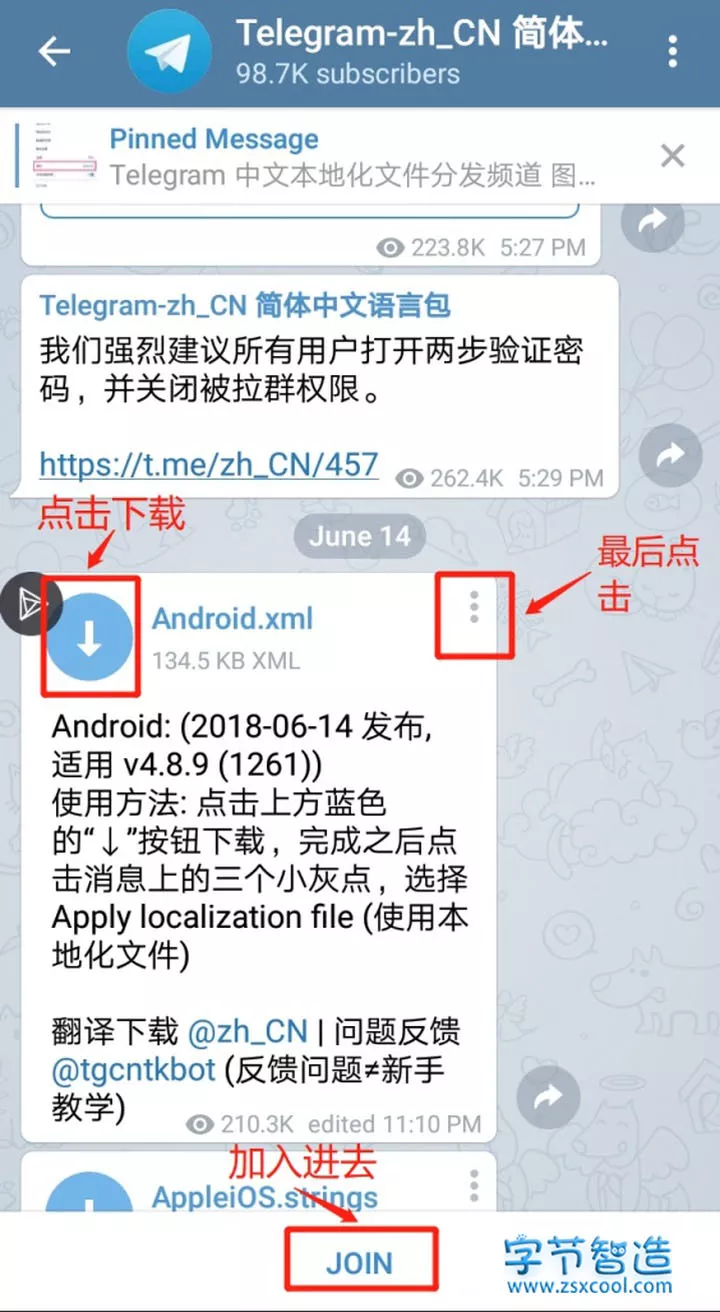 Telegram-zh_CN 简体...
98.7K subscribers
Pinned Message
Telegram 中文本地化文件分发频道 图...
223.8K 5:27 PM
Telegram-zh_CN 简体中文语言包
我们强烈建议所有用户打开两步验证密
码，并关闭被拉群权限。
https://t.me/zh_CN/457
262.4K 5:29 PM
点击下载
June 14
最后点
击
Android.xml
134.5 KB XML
Android: (2018-06-14 发布,
适用 v4.8.9 (1261))
使用方法: 点击上方蓝色
的“↓”按钮下载，完成之后点
击消息上的三个小灰点，选择
Apply localization file (使用本
地化文件)
翻译下载 @zh_CN | 问题反馈
@tgcntkbot (反馈问题≠新手
教学)
210.3K edited 11:10 PM
加入进去
AppleiOS.strings
JOIN
字节智造
www.zsxcool.com